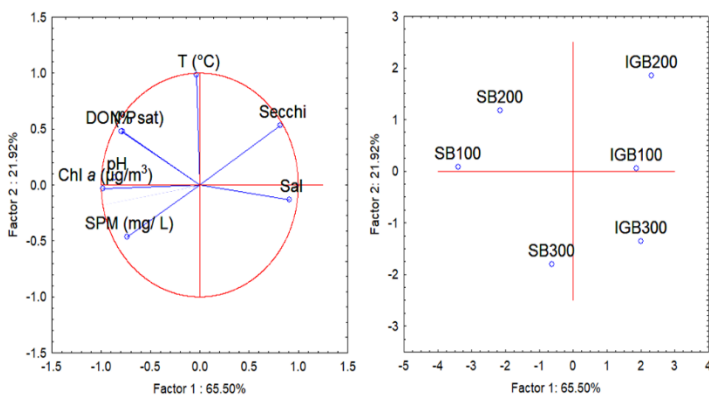 1.5
1.0
0.5
0.0
-0.5
-1.0
-1.5
Factor 2 : 21.92%
T (°C)
Secchi
pH
Chl a (µg/m³)
Sal
SPM (mg/ L)
-1.5 -1.0 -0.5 0.0 0.5 1.0 1.5
Factor 1 : 65.50%
3
2
1
0
-1
-2
-3
Factor 2: 21.92%
IGB200
SB200
SB100
IGB100
IGB300
SB300
-5 -4 -3 -2 -1 0 1 2 3 4
Factor 1: 65.50%